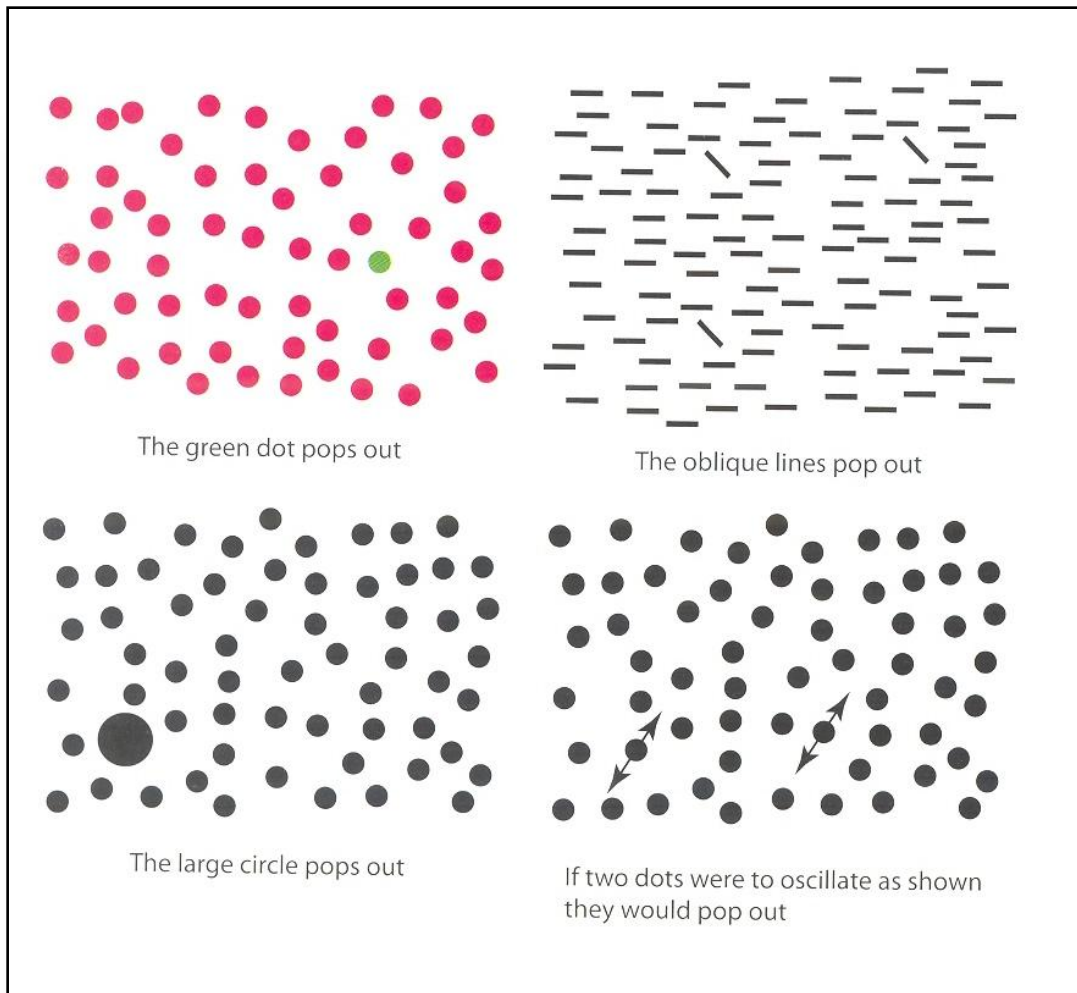 The green dot pops out
The oblique lines pop out
The large circle pops out
If two dots were to oscillate as shown
they would pop out